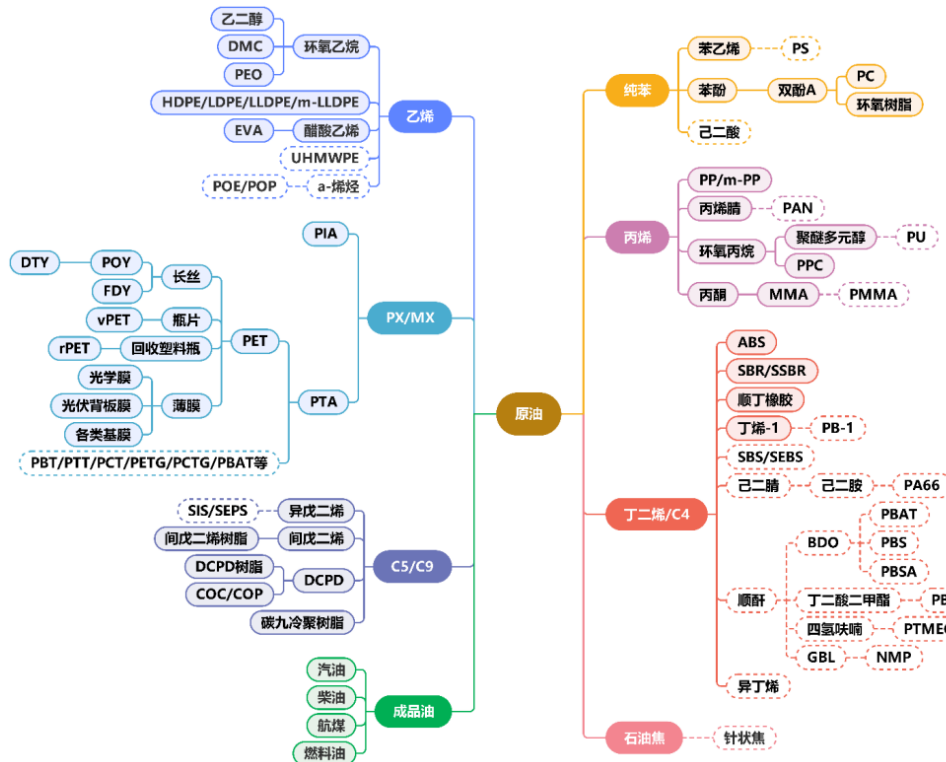 原油
乙烯
环氧乙烷
乙二醇
DMC
PEO
HDPE/LDPE/LLDPE/m-LLDPE
醋酸乙烯
EVA
UHMWPE
a-烯烃
POE/POP
PX/MX
PIA
PTA
PET
长丝
POY
DTY
FDY
瓶片
vPET
回收塑料瓶
rPET
薄膜
光学膜
光伏背板膜
各类基膜
PBT/PTT/PCT/PETG/PCTG/PBAT等
C5/C9
异戊二烯
SIS/SEPS
间戊二烯
间戊二烯树脂
DCPD
DCPD树脂
COC/COP
碳九冷聚树脂
成品油
汽油
柴油
航煤
燃料油
纯苯
苯乙烯
PS
苯酚
双酚A
PC
环氧树脂
己二酸
丙烯
PP/m-PP
丙烯腈
PAN
环氧丙烷
聚醚多元醇
PU
PPC
丙酮
MMA
PMMA
丁二烯/C4
ABS
SBR/SSBR
顺丁橡胶
丁烯-1
PB-1
SBS/SEBS
己二腈
己二胺
PA66
顺酐
BDO
PBAT
PBS
PBSA
丁二酸二甲酯
四氢呋喃
GBL
NMP
异丁烯
石油焦
针状焦